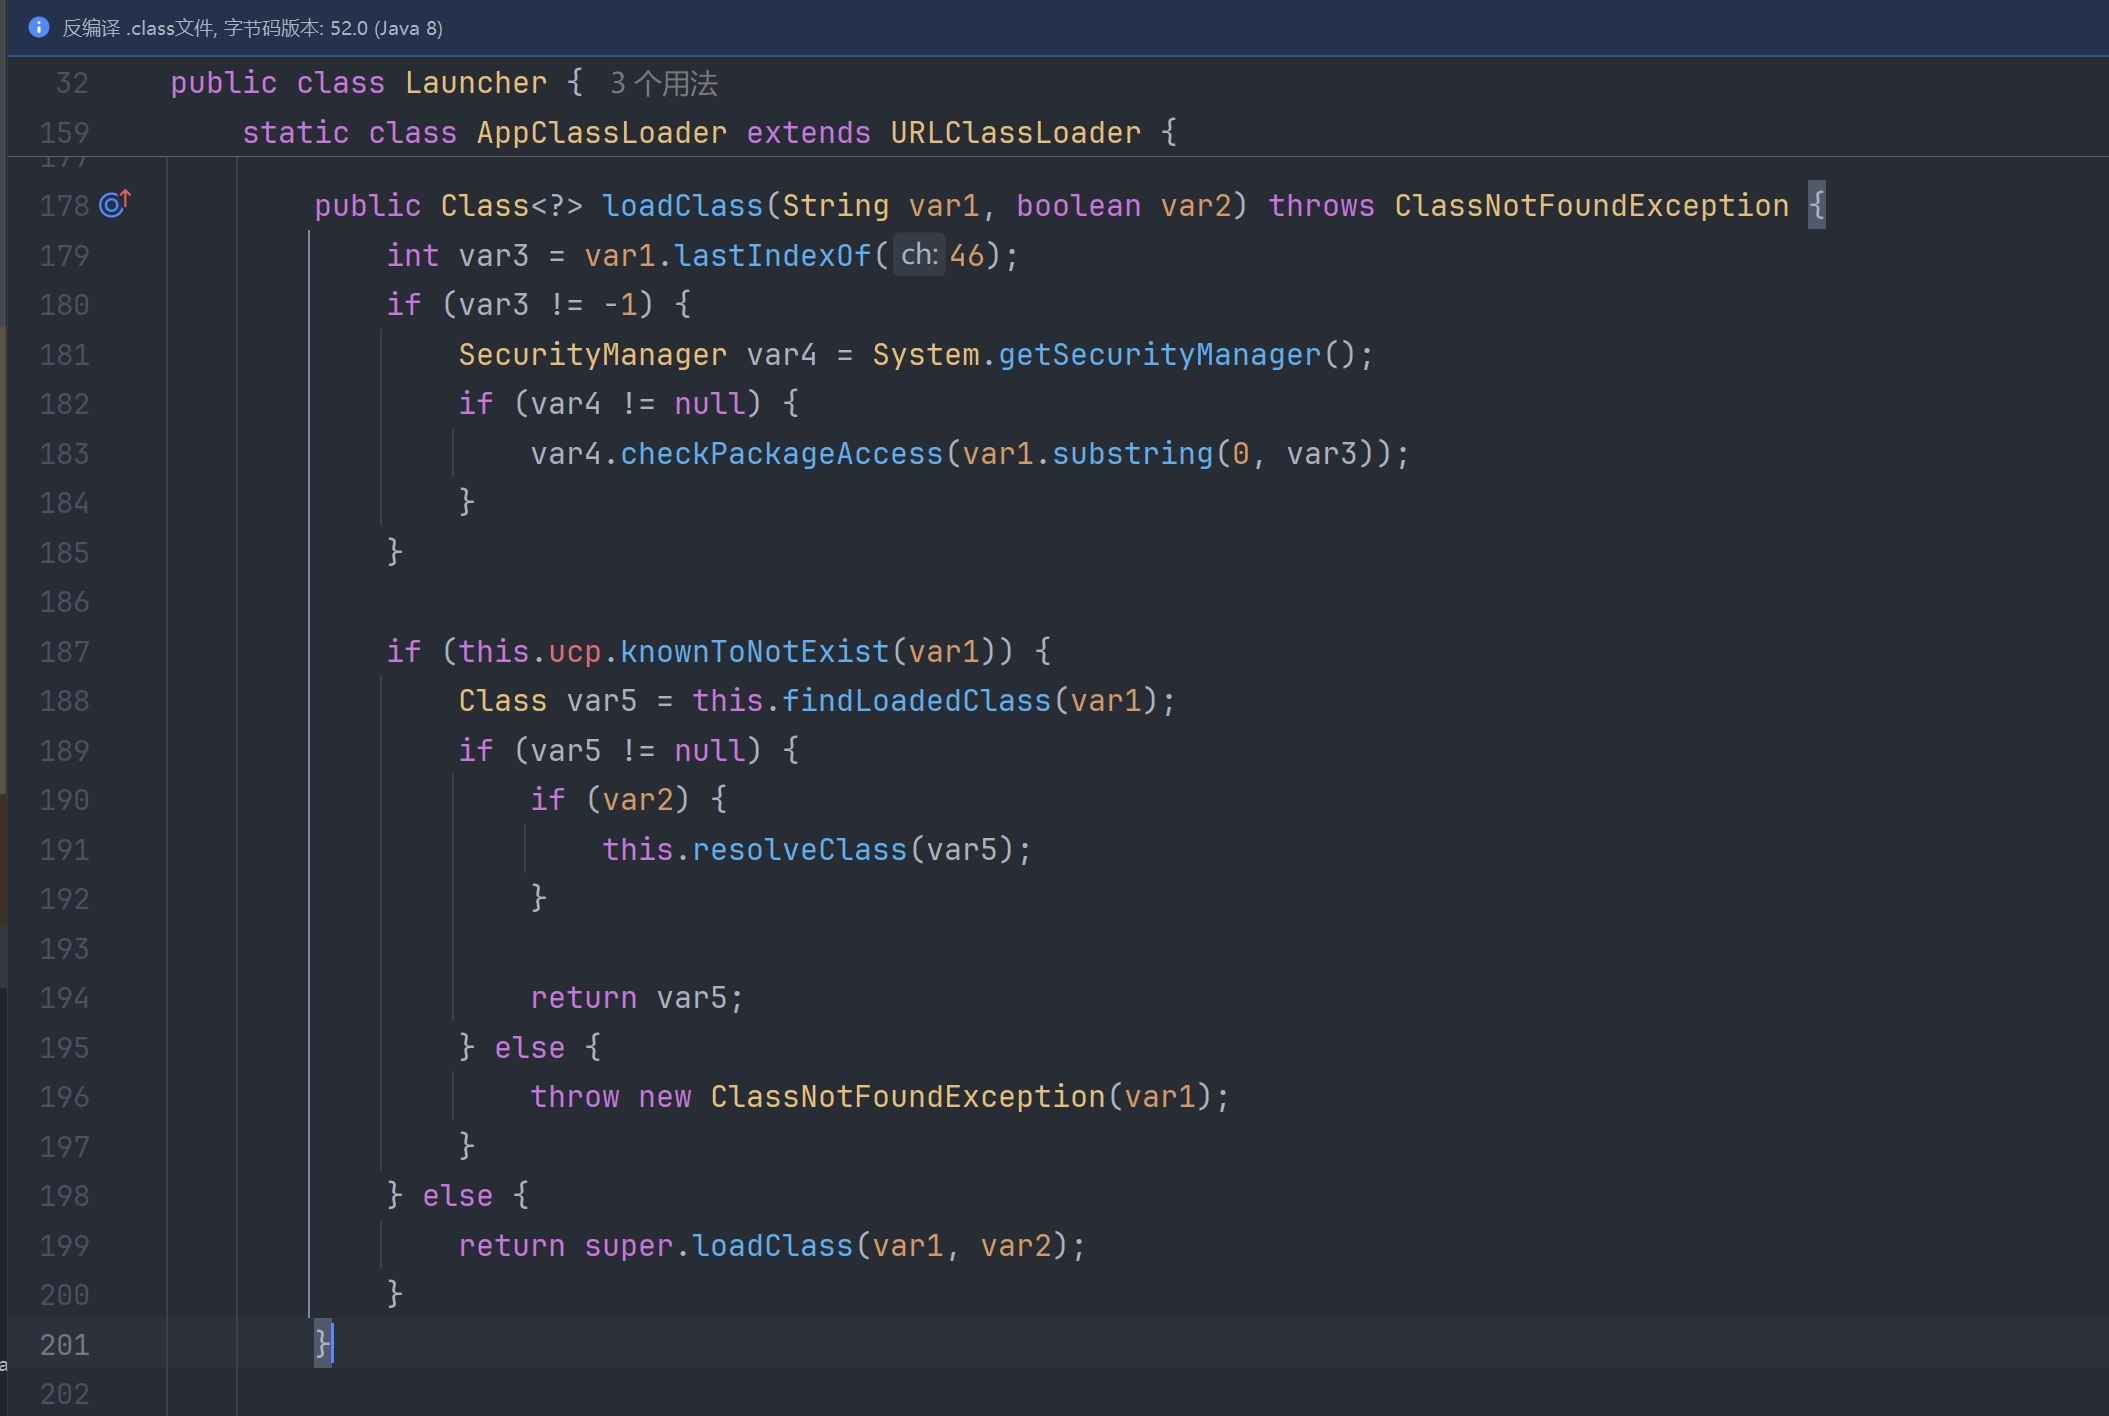 反编译 .class文件, 字节码版本: 52.0 (Java 8)
32 public class Launcher { 3 个用法
159 static class AppClassLoader extends URLClassLoader {
177
178 public Class<?> loadClass(String var1, boolean var2) throws ClassNotFoundException {
179 int var3 = var1.lastIndexOf( ch: 46);
180 if (var3 != -1) {
181 SecurityManager var4 = System.getSecurityManager();
182 if (var4 != null) {
183 var4.checkPackageAccess(var1.substring(0, var3));
184 }
185 }
186
187 if (this.ucp.knownToNotExist(var1)) {
188 Class var5 = this.findLoadedClass(var1);
189 if (var5 != null) {
190 if (var2) {
191 this.resolveClass(var5);
192 }
193
194 return var5;
195 } else {
196 throw new ClassNotFoundException(var1);
197 }
198 } else {
199 return super.loadClass(var1, var2);
200 }
201 }
202